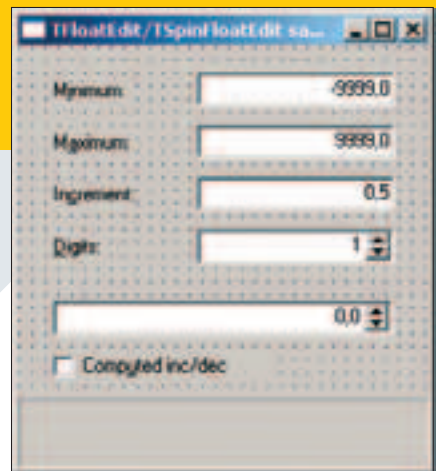 TFloatEdit/TSpinFloatEdit sa...
Minimum: -9999.0
Maximum: 9999,0
Increment: 0.5
Digits: 1
0,0
Computed inc/dec